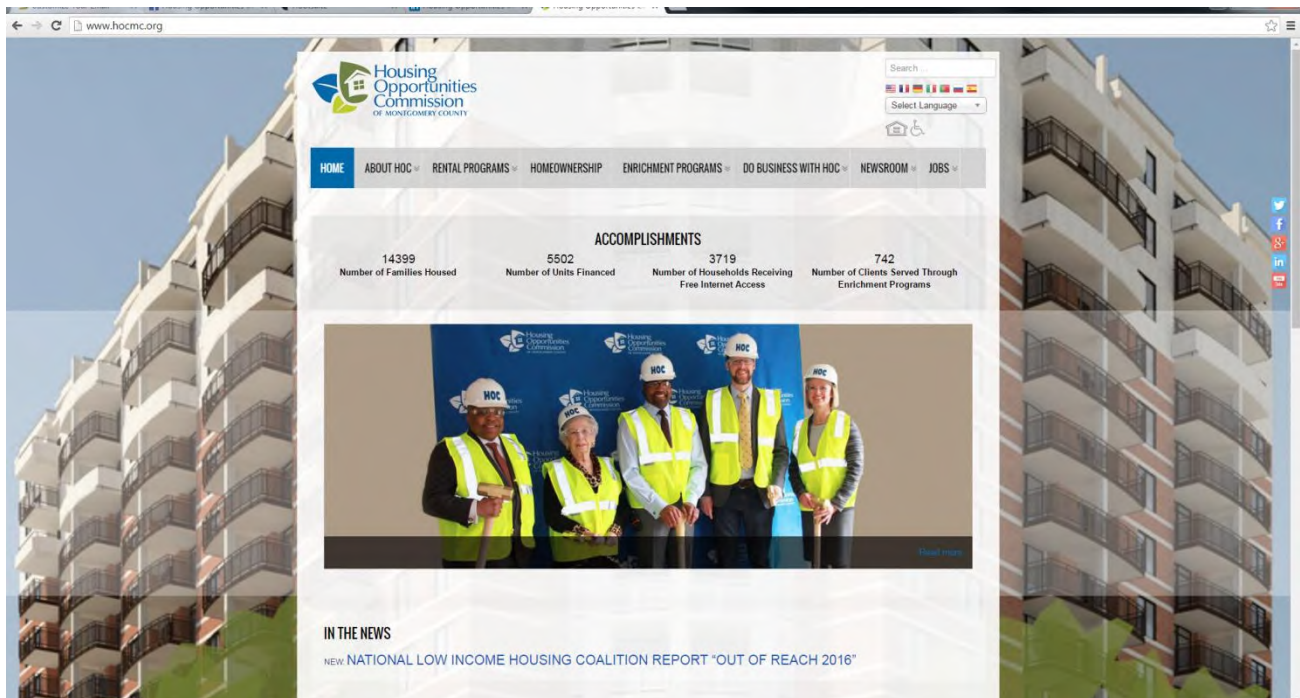 www.hocmc.org
Housing
Opportunities
Commission
OF MONTGOMERY COUNTY
Search ...
Select Language
HOME ABOUT HOC RENTAL PROGRAMS HOMEOWNERSHIP ENRICHMENT PROGRAMS DO BUSINESS WITH HOC NEWSROOM JOBS
ACCOMPLISHMENTS
14399 5502 3719 742
Number of Families Housed Number of Units Financed Number of Households Receiving Number of Clients Served Through
Free Internet Access Enrichment Programs
Housing
Opportunities
Commission
HOC
HOC
HOC
HOC
HOC
Read more
IN THE NEWS
NEW: NATIONAL LOW INCOME HOUSING COALITION REPORT “OUT OF REACH 2016”